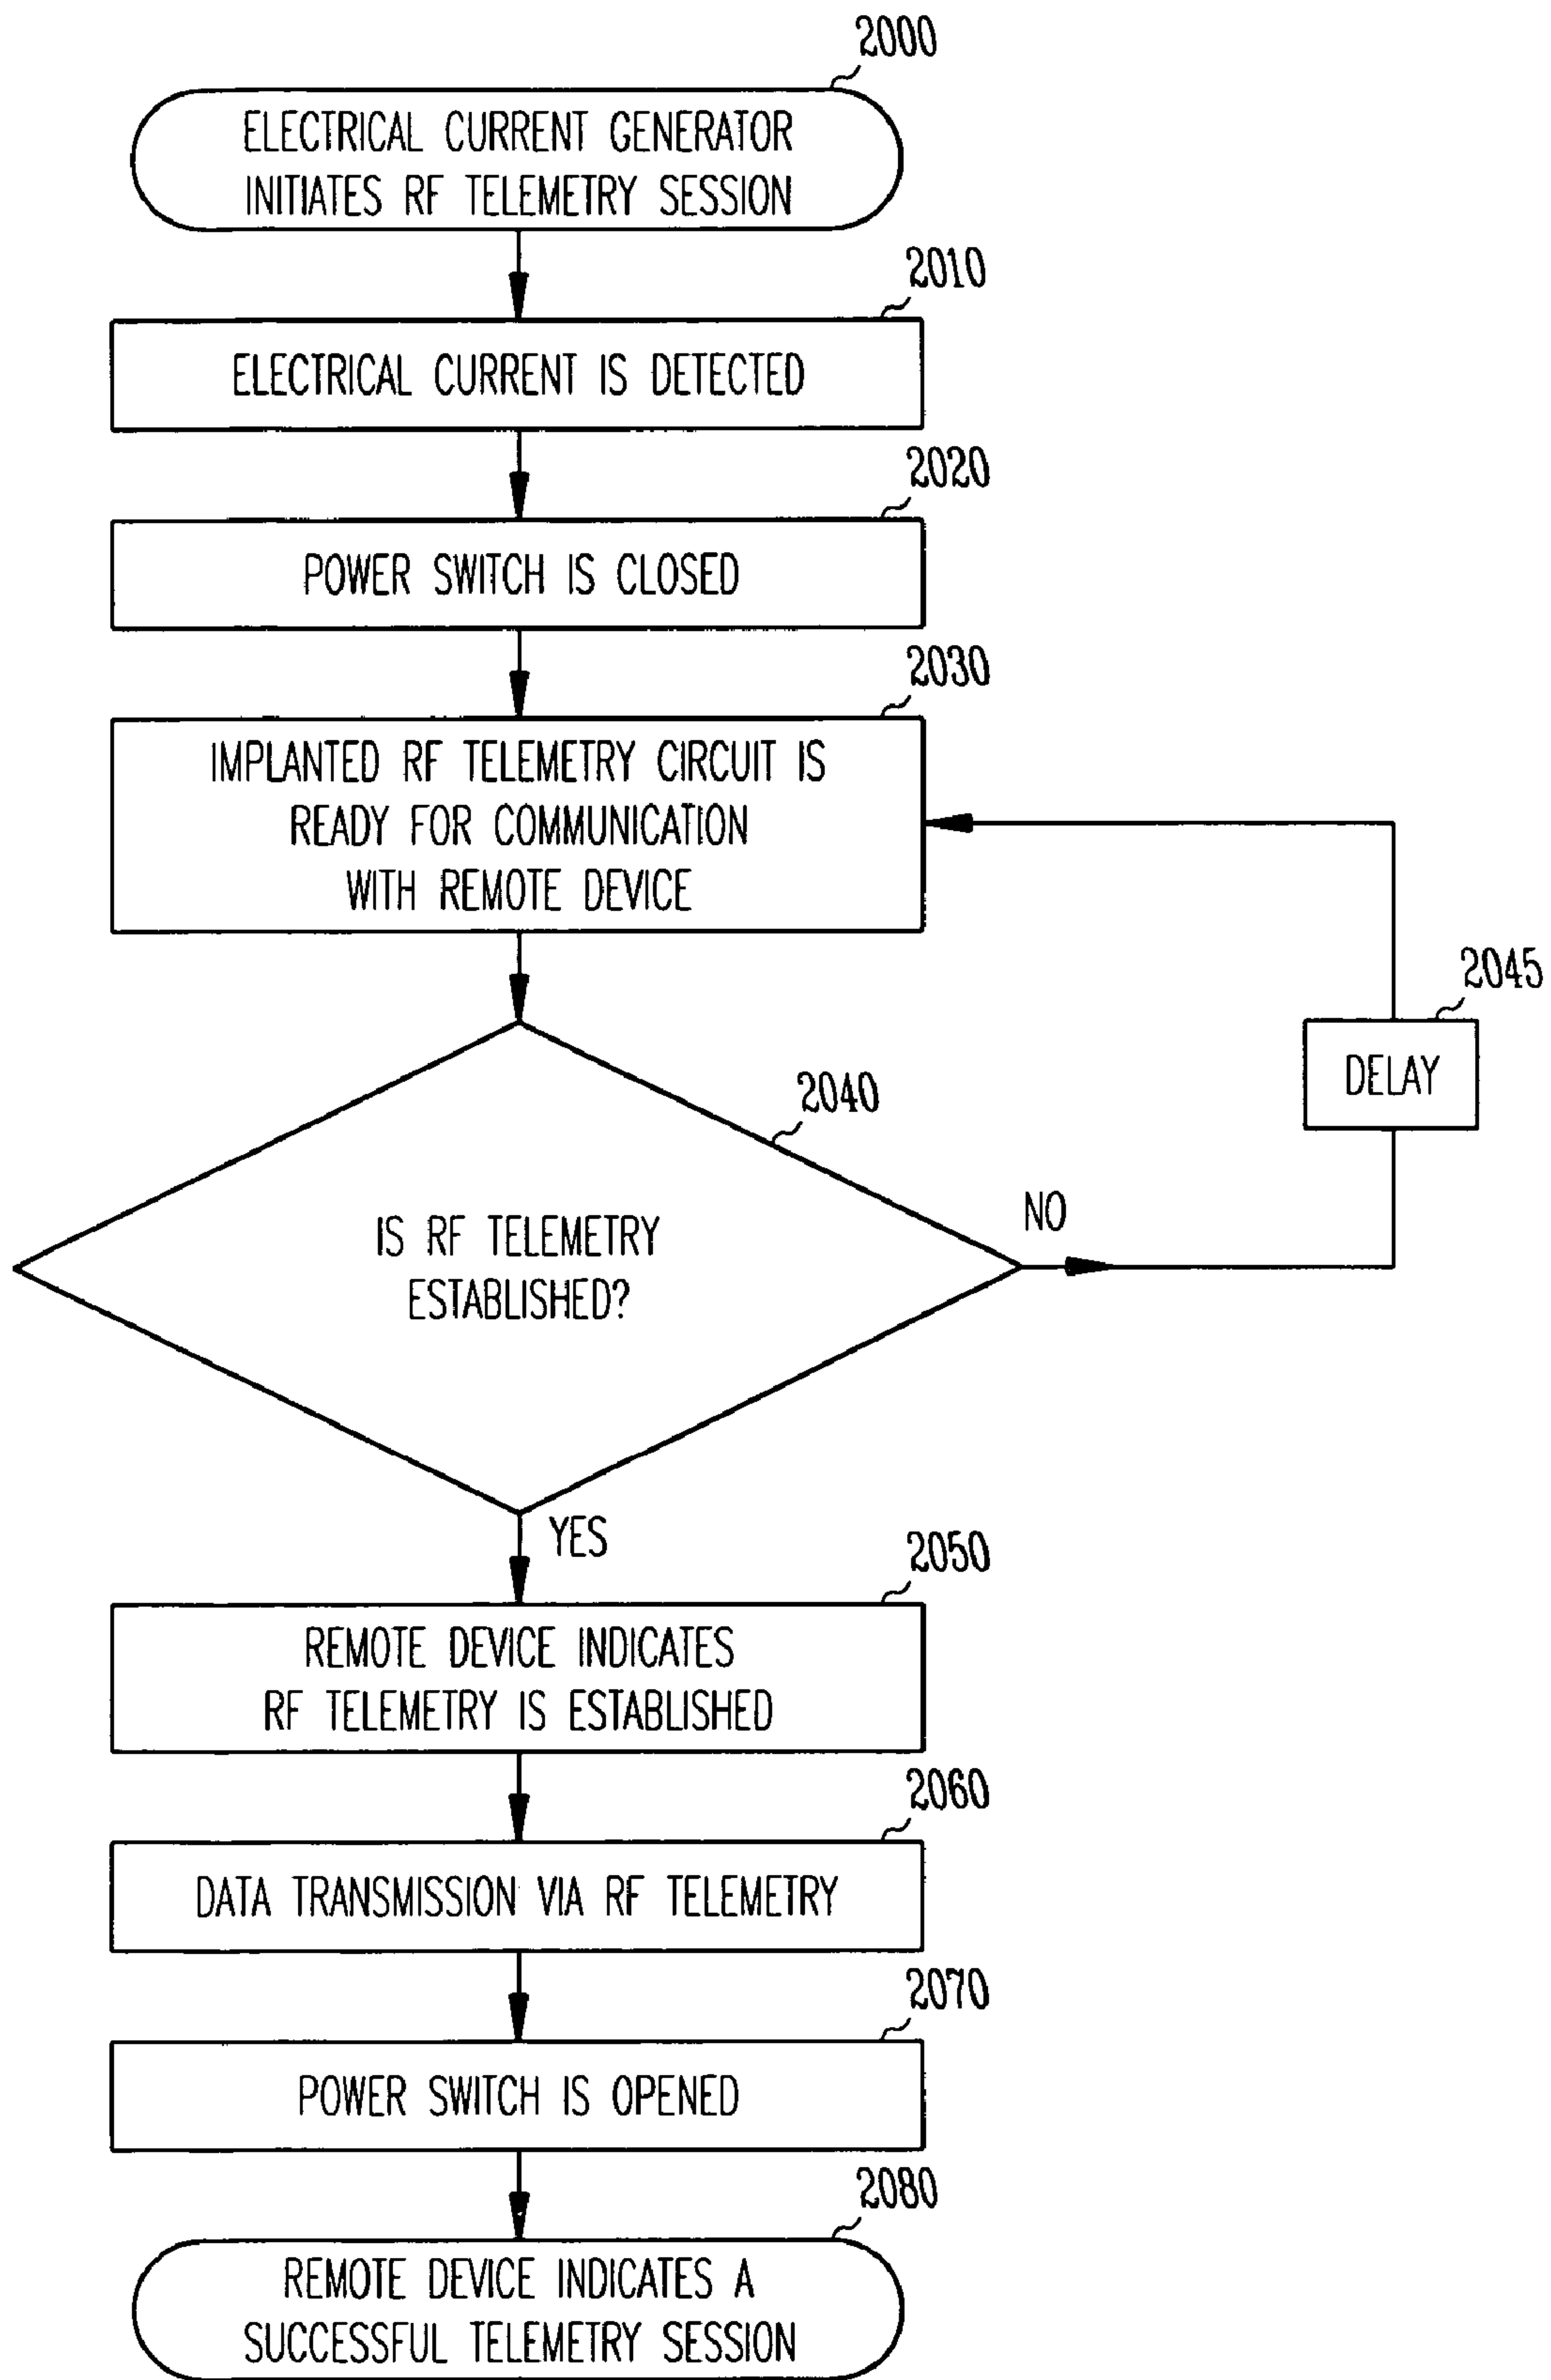 2000
ELECTRICAL CURRENT GENERATOR
INITIATES RF TELEMETRY SESSION
2010
ELECTRICAL CURRENT IS DETECTED
2020
POWER SWITCH IS CLOSED
2030
IMPLANTED RF TELEMETRY CIRCUIT IS
READY FOR COMMUNICATION
WITH REMOTE DEVICE
2045
DELAY
2040
IS RF TELEMETRY
ESTABLISHED?
NO
YES
2050
REMOTE DEVICE INDICATES
RF TELEMETRY IS ESTABLISHED
2060
DATA TRANSMISSION VIA RF TELEMETRY
2070
POWER SWITCH IS OPENED
2080
REMOTE DEVICE INDICATES A
SUCCESSFUL TELEMETRY SESSION